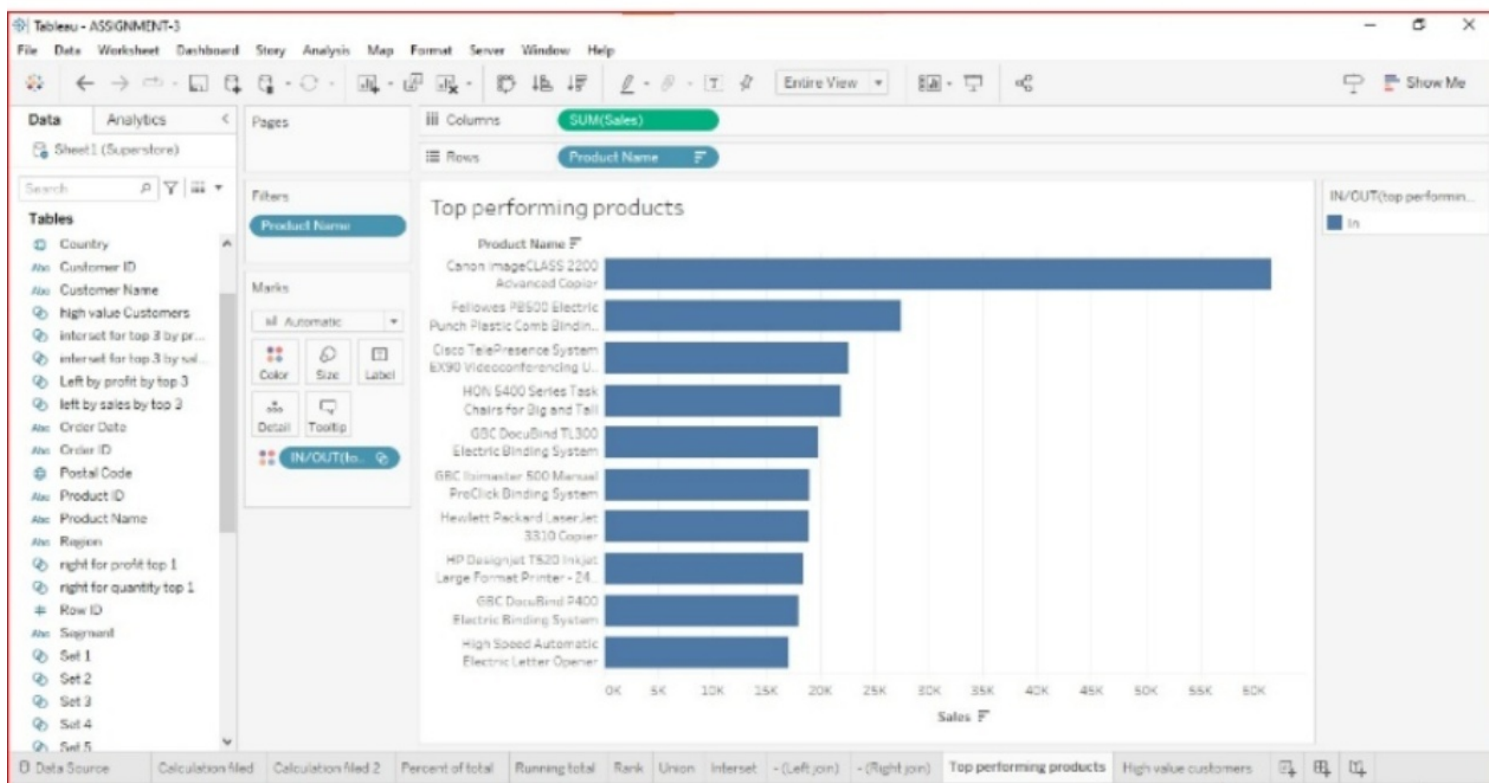 Tableau - ASSIGNMENT-3
File Data Worksheet Dashboard Story Analysis Map Format Server Window Help
Entire View
Show Me
Data Analytics
Sheet1 (Superstore)
Search
Tables
Country
Abc Customer ID
Abc Customer Name
high value Customers
interset for top 3 by pr...
interset for top 3 by sal...
Left by profit by top 3
left by sales by top 3
Abc Order Date
Abc Order ID
Postal Code
Abc Product ID
Abc Product Name
Abc Region
right for profit top 1
right for quantity top 1
# Row ID
Abc Segment
Set 1
Set 2
Set 3
Set 4
Set 5
Pages
Filters
Product Name
Marks
Automatic
Color Size Label
Detail Tooltip
IN/OUT(to..
Columns SUM(Sales)
Rows Product Name
Top performing products
Product Name
Canon imageCLASS 2200
Advanced Copier
Fellowes PB500 Electric
Punch Plastic Comb Bindin..
Cisco TelePresence System
EX90 Videoconferencing U..
HON 5400 Series Task
Chairs for Big and Tall
GBC DocuBind TL300
Electric Binding System
GBC Ibimaster 500 Manual
ProClick Binding System
Hewlett Packard LaserJet
3310 Copier
HP Designjet T520 Inkjet
Large Format Printer - 24..
GBC DocuBind P400
Electric Binding System
High Speed Automatic
Electric Letter Opener
0K 5K 10K 15K 20K 25K 30K 35K 40K 45K 50K 55K 60K
Sales
IN/OUT(top performin...
In
Data Source Calculation filed Calculation filed 2 Percent of total Running total Rank Union Interset - (Left join) - (Right join) Top performing products High value customers